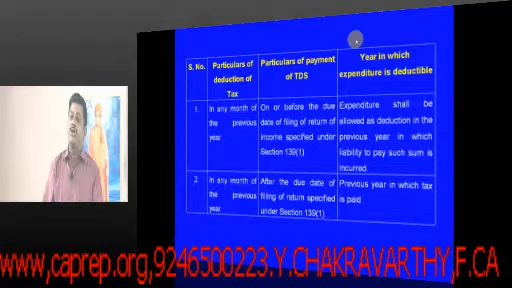 S. No.
Particulars of
deduction of
Tax
Particulars of payment
of TDS
Year in which
expenditure is deductible
1.
In any month of
the previous
year
On or before the due
date of filing of return of
income specified under
Section 139(1)
Expenditure shall be
allowed as deduction in the
previous year in which
liability to pay such sum is
incurred.
2.
In any month of
the previous
year
After the due date of
filing of return specified
under Section 139(1)
Previous year in which tax
is paid
www,caprep.org,9246500223.Y.CHAKRAVARTHY,F.CA